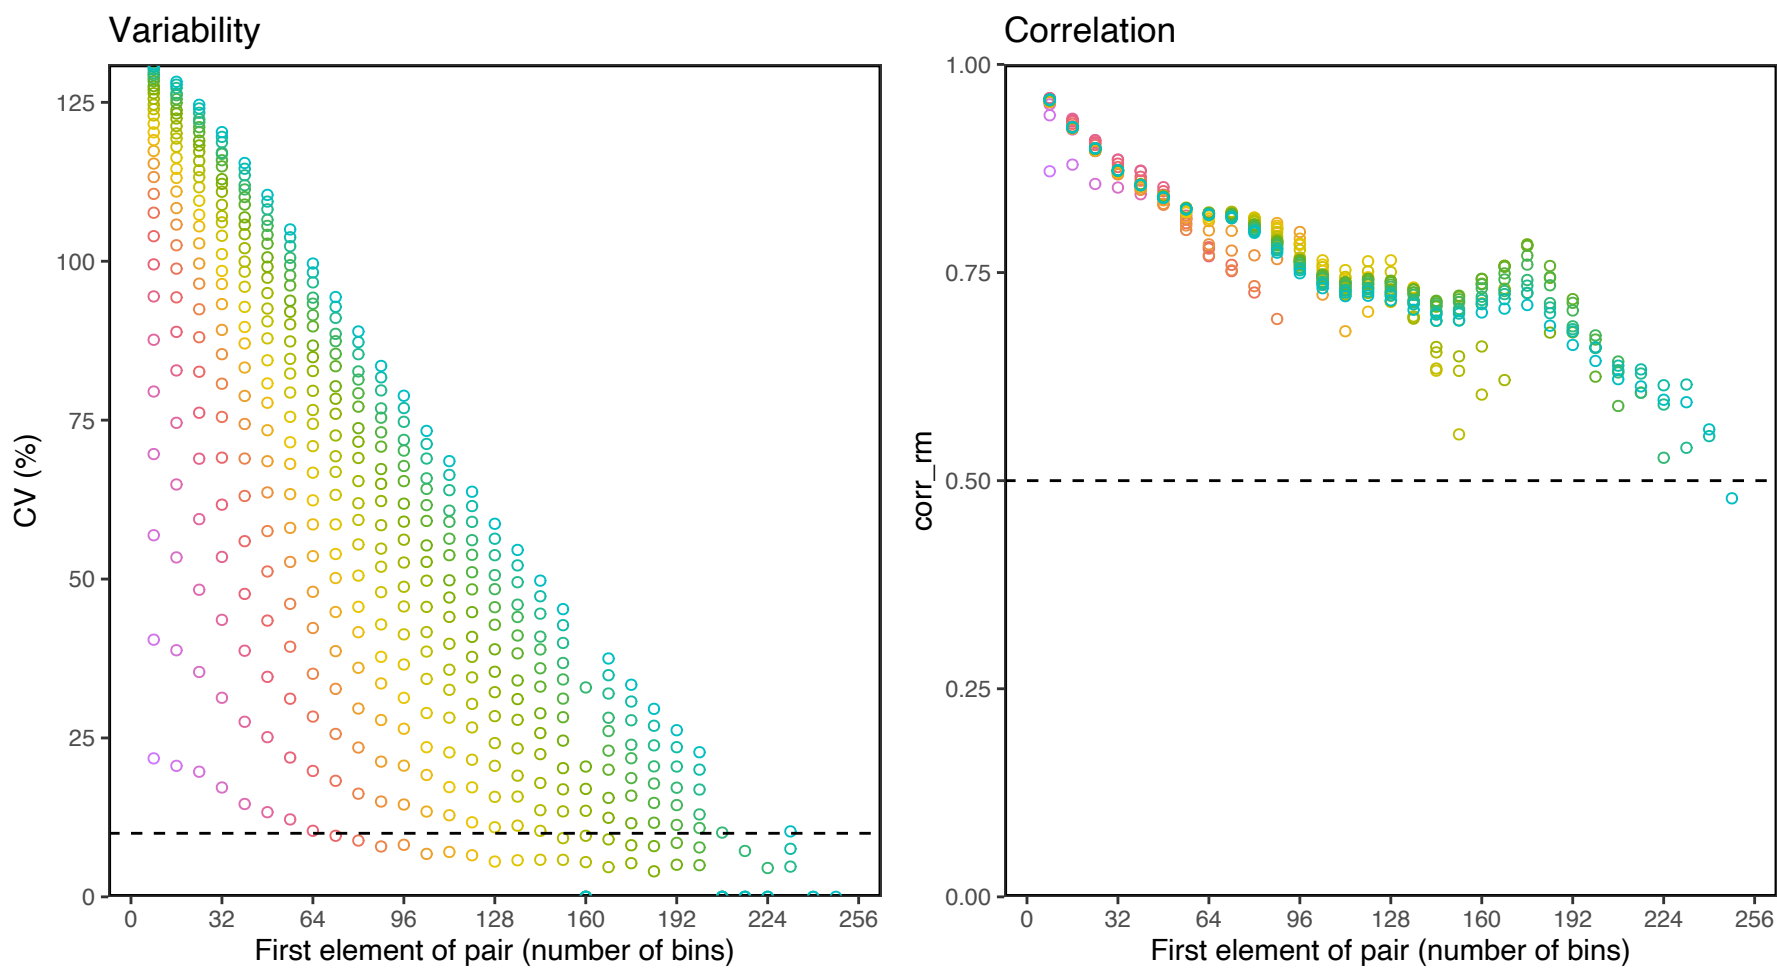 Variability
CV (%)
125
100
75
50
25
0
0 32 64 96 128 160 192 224 256
First element of pair (number of bins)
Correlation
corr_rm
1.00
0.75
0.50
0.25
0.00
0 32 64 96 128 160 192 224 256
First element of pair (number of bins)